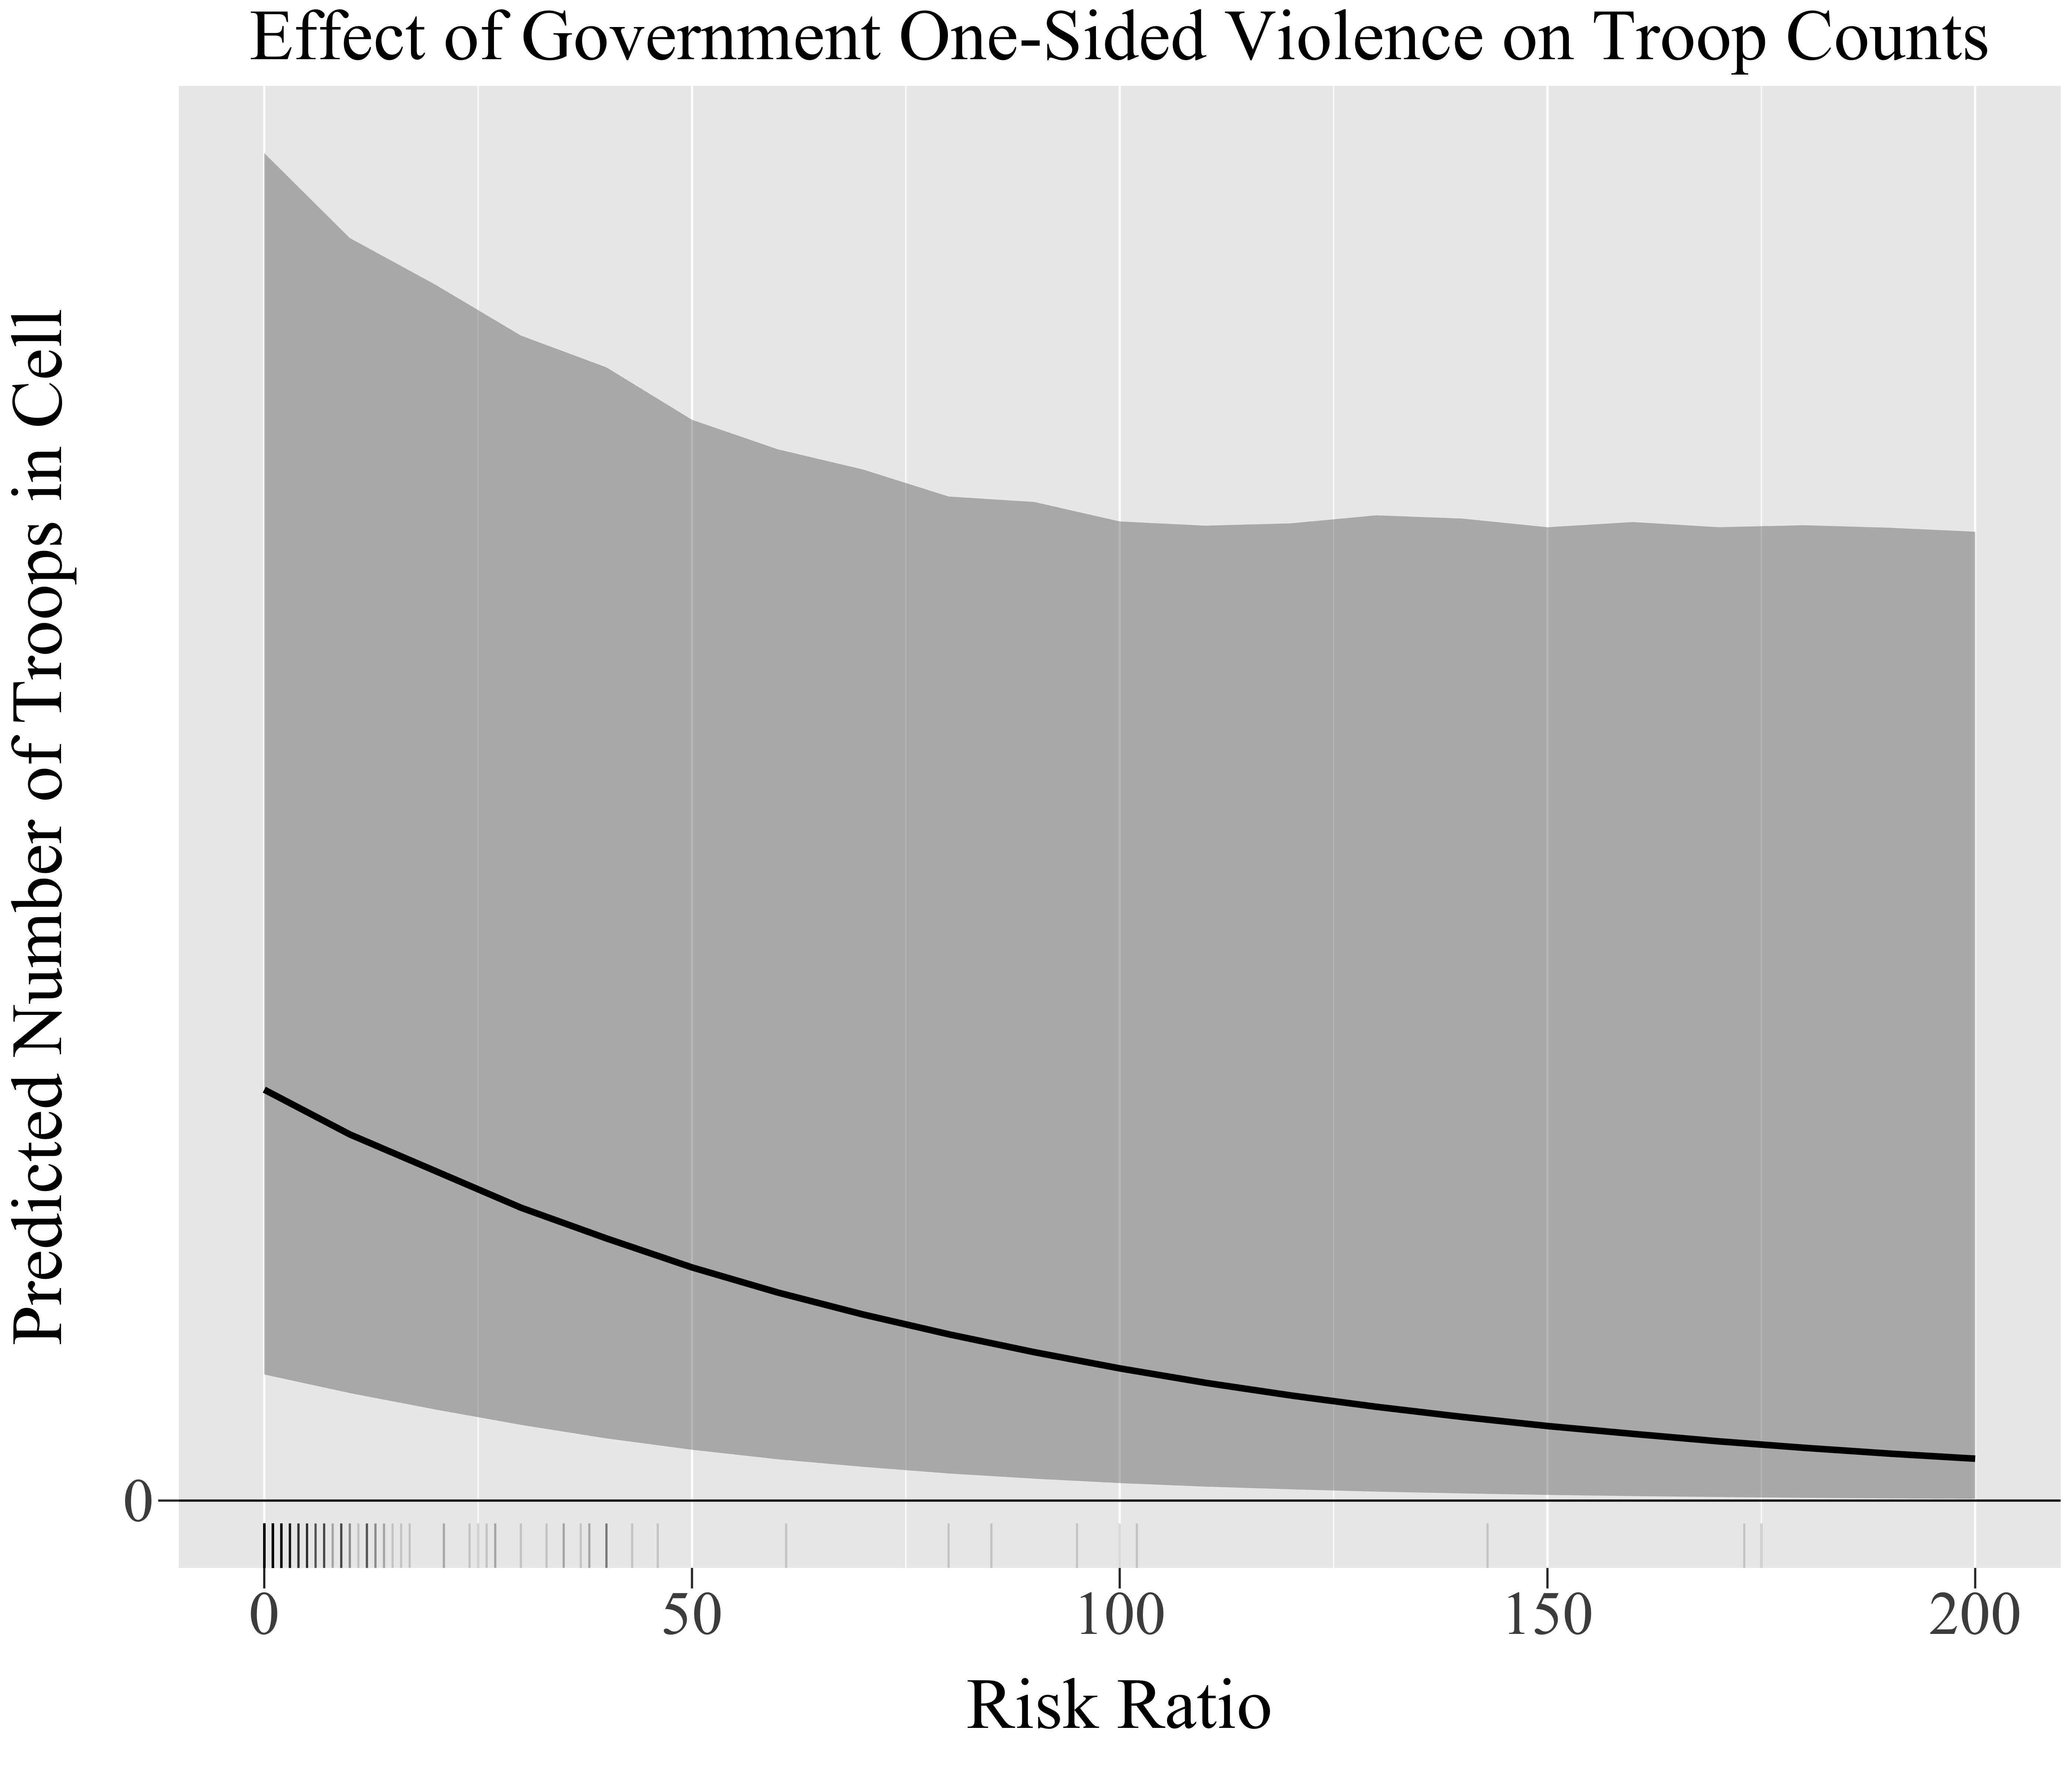 Effect of Government One-Sided Violence on Troop Counts
Predicted Number of Troops in Cell
0
0 50 100 150 200
Risk Ratio